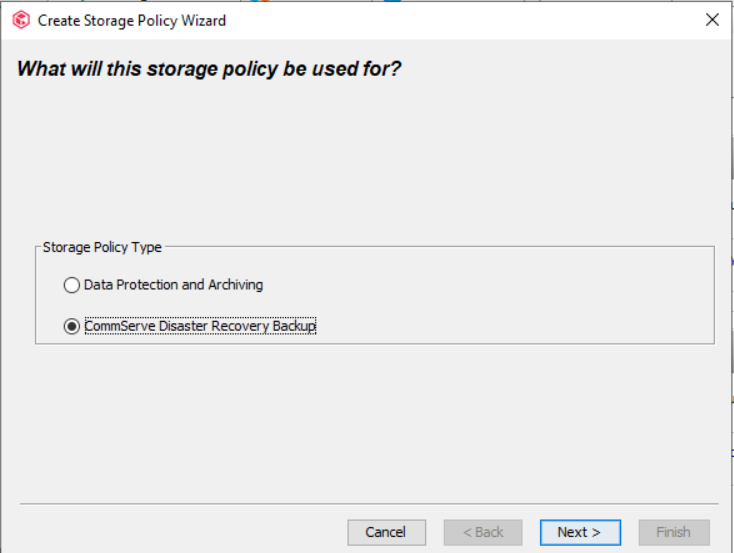 Create Storage Policy Wizard
What will this storage policy be used for?
Storage Policy Type
Data Protection and Archiving
CommServe Disaster Recovery Backup
Cancel
< Back
Next >
Finish